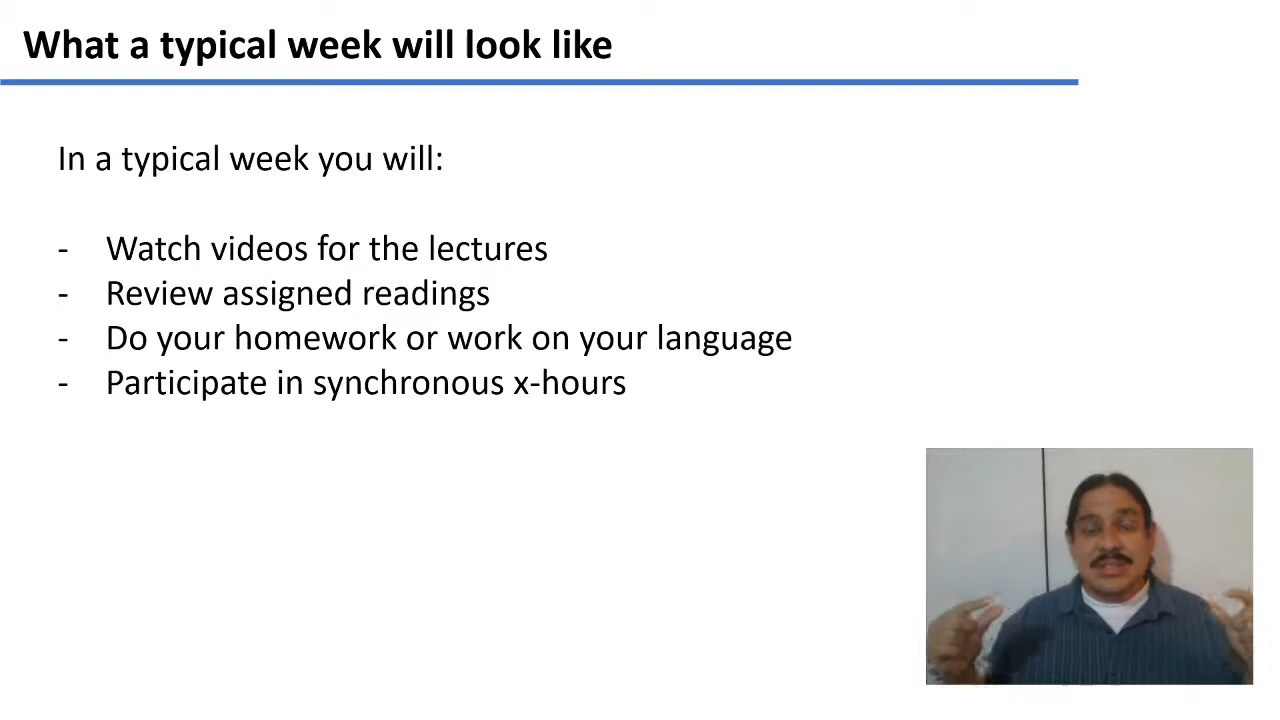 What a typical week will look like
In a typical week you will:
- Watch videos for the lectures
- Review assigned readings
- Do your homework or work on your language
- Participate in synchronous x-hours